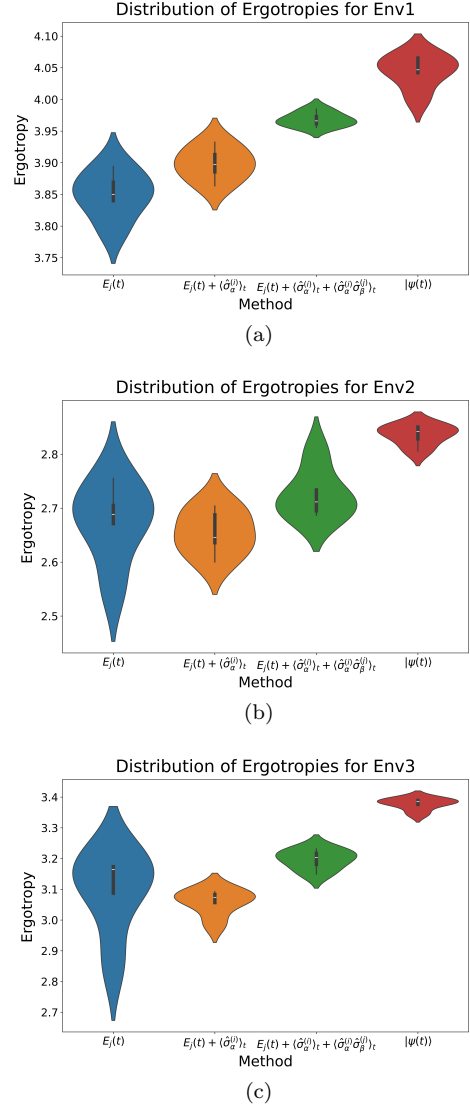 Distribution of Ergotropies for Env1
4.10
4.05
4.00
3.95
3.90
3.85
3.80
3.75
Ergotropy
E_j(t) E_j(t) + ⟨σ̂_α^(i)⟩_t E_j(t) + ⟨σ̂_α^(i)⟩_t + ⟨σ̂_α^(i) σ̂_β^(j)⟩_t |ψ(t)⟩
Method
(a)
Distribution of Ergotropies for Env2
2.8
2.7
2.6
2.5
Ergotropy
E_j(t) E_j(t) + ⟨σ̂_α^(i)⟩_t E_j(t) + ⟨σ̂_α^(i)⟩_t + ⟨σ̂_α^(i) σ̂_β^(j)⟩_t |ψ(t)⟩
Method
(b)
Distribution of Ergotropies for Env3
3.4
3.3
3.2
3.1
3.0
2.9
2.8
2.7
Ergotropy
E_j(t) E_j(t) + ⟨σ̂_α^(i)⟩_t E_j(t) + ⟨σ̂_α^(i)⟩_t + ⟨σ̂_α^(i) σ̂_β^(j)⟩_t |ψ(t)⟩
Method
(c)